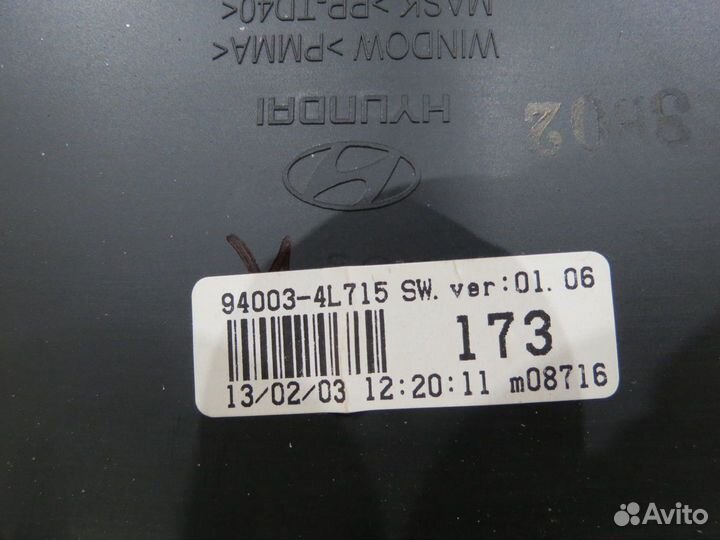 MASK >PP-TD40<
WINDOW >PMMA<
HYUNDAI
94003-4L715 SW. ver:01. 06
173
13/02/03 12:20:11 m08716
Avito